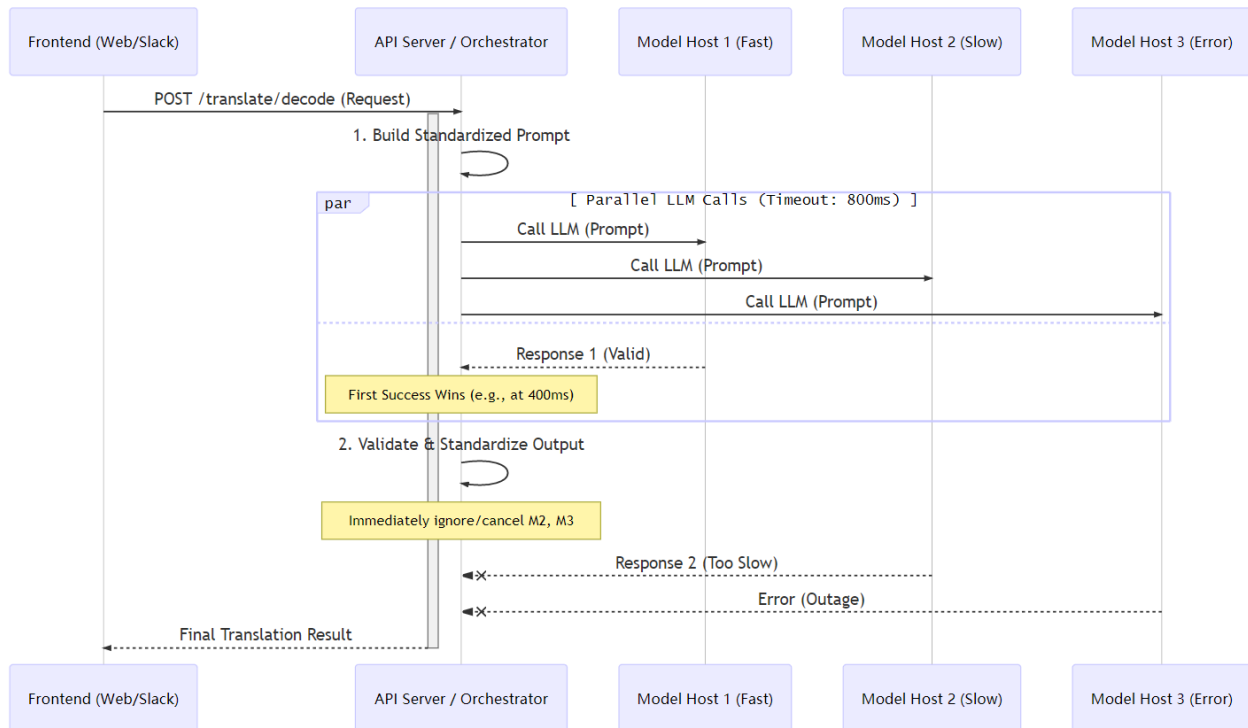 Frontend (Web/Slack)
API Server / Orchestrator
Model Host 1 (Fast)
Model Host 2 (Slow)
Model Host 3 (Error)
POST /translate/decode (Request)
1. Build Standardized Prompt
par
[ Parallel LLM Calls (Timeout: 800ms) ]
Call LLM (Prompt)
Call LLM (Prompt)
Call LLM (Prompt)
Response 1 (Valid)
First Success Wins (e.g., at 400ms)
2. Validate & Standardize Output
Immediately ignore/cancel M2, M3
Response 2 (Too Slow)
Error (Outage)
Final Translation Result
Frontend (Web/Slack)
API Server / Orchestrator
Model Host 1 (Fast)
Model Host 2 (Slow)
Model Host 3 (Error)